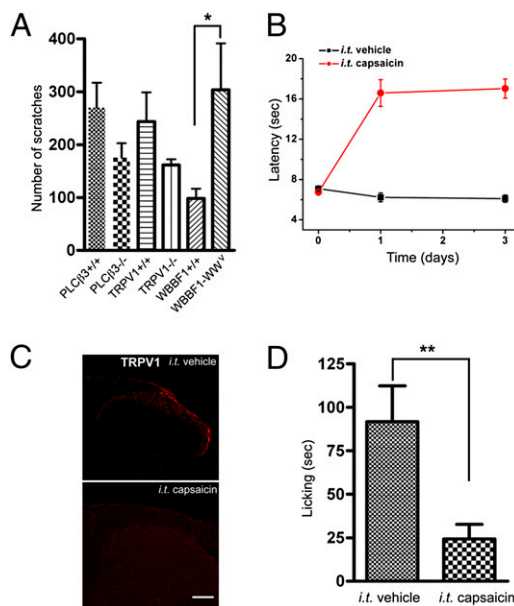 A
Number of scratches
400
300
200
100
0
*
PLCβ3+/+
PLCβ3-/-
TRPV1+/+
TRPV1-/-
WBBF1+/+
WBBF1-WWᵛ
B
i.t. vehicle
i.t. capsaicin
Latency (sec)
20
16
12
8
4
0
1
3
Time (days)
C
TRPV1 i.t. vehicle
i.t. capsaicin
D
Licking (sec)
125
100
75
50
25
0
**
i.t. vehicle i.t. capsaicin